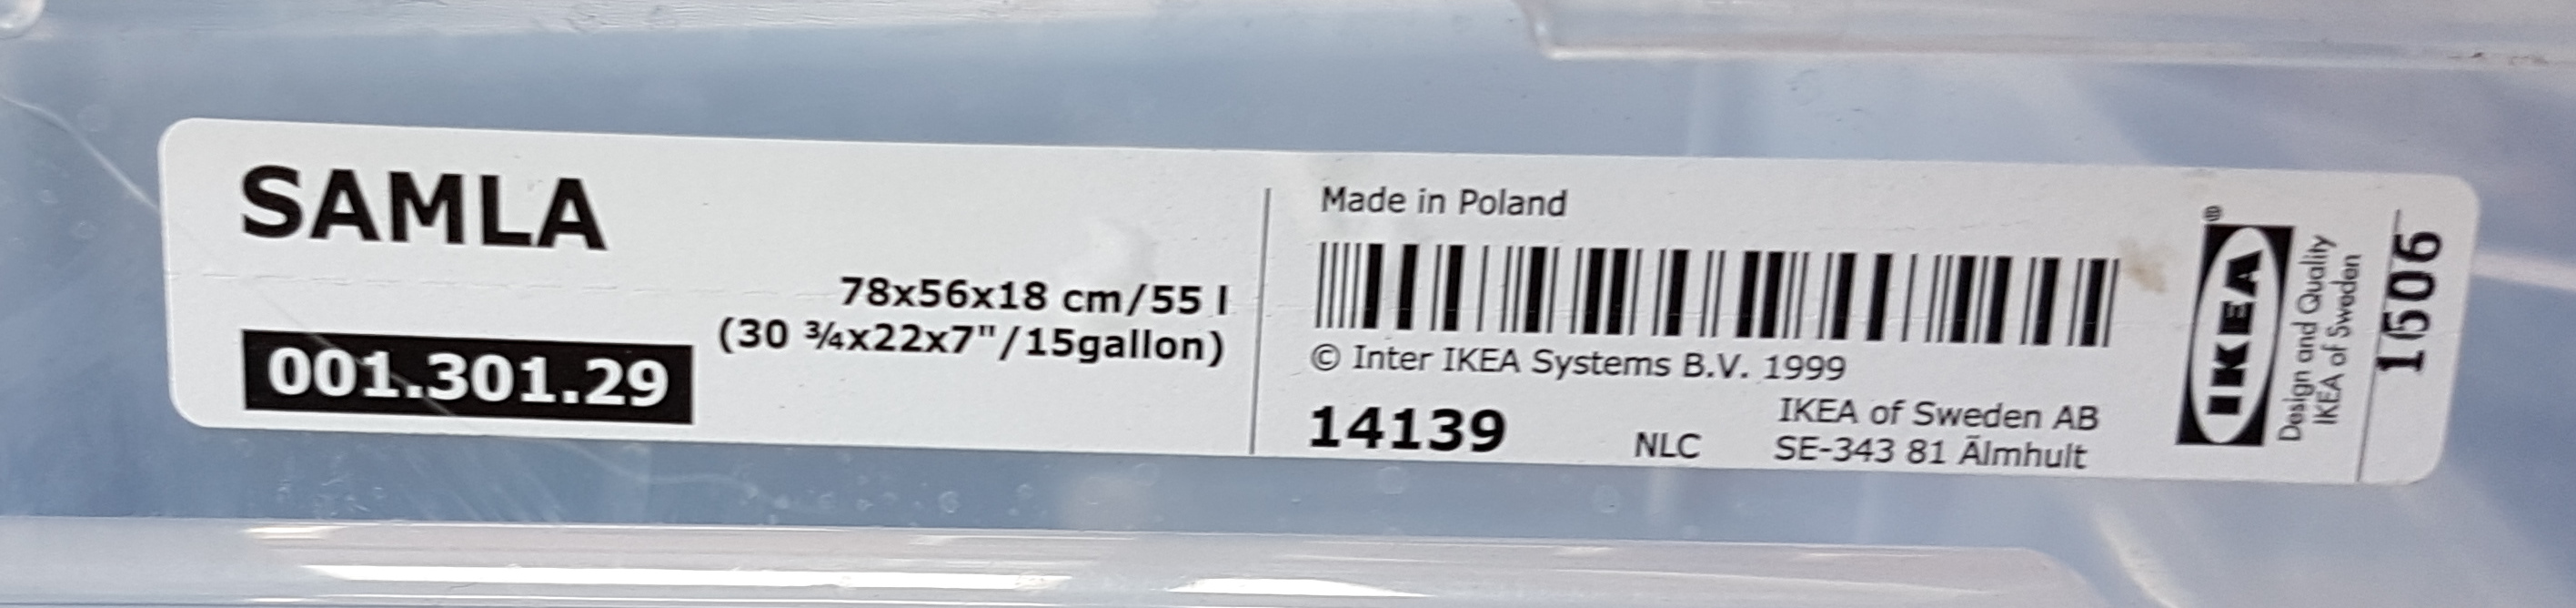 SAMLA
78x56x18 cm/55 l
(30 ¾x22x7"/15gallon)
001.301.29
Made in Poland
© Inter IKEA Systems B.V. 1999
14139
NLC
IKEA of Sweden AB
SE-343 81 Älmhult
IKEA®
Design and Quality
IKEA of Sweden
1506